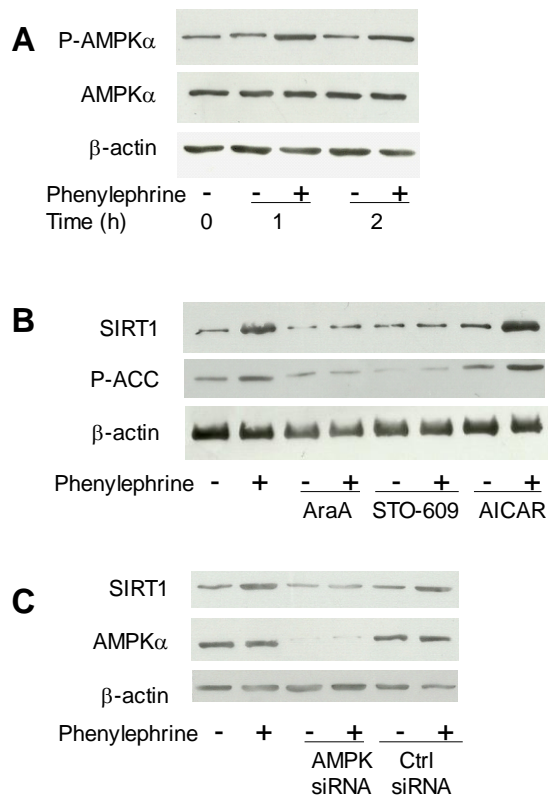 A
P-AMPKα
AMPKα
β-actin
Phenylephrine - - + - +
Time (h) 0 1 2
B
SIRT1
P-ACC
β-actin
Phenylephrine - + - + - + - +
AraA STO-609 AICAR
C
SIRT1
AMPKα
β-actin
Phenylephrine - + - + - +
AMPK Ctrl
siRNA siRNA